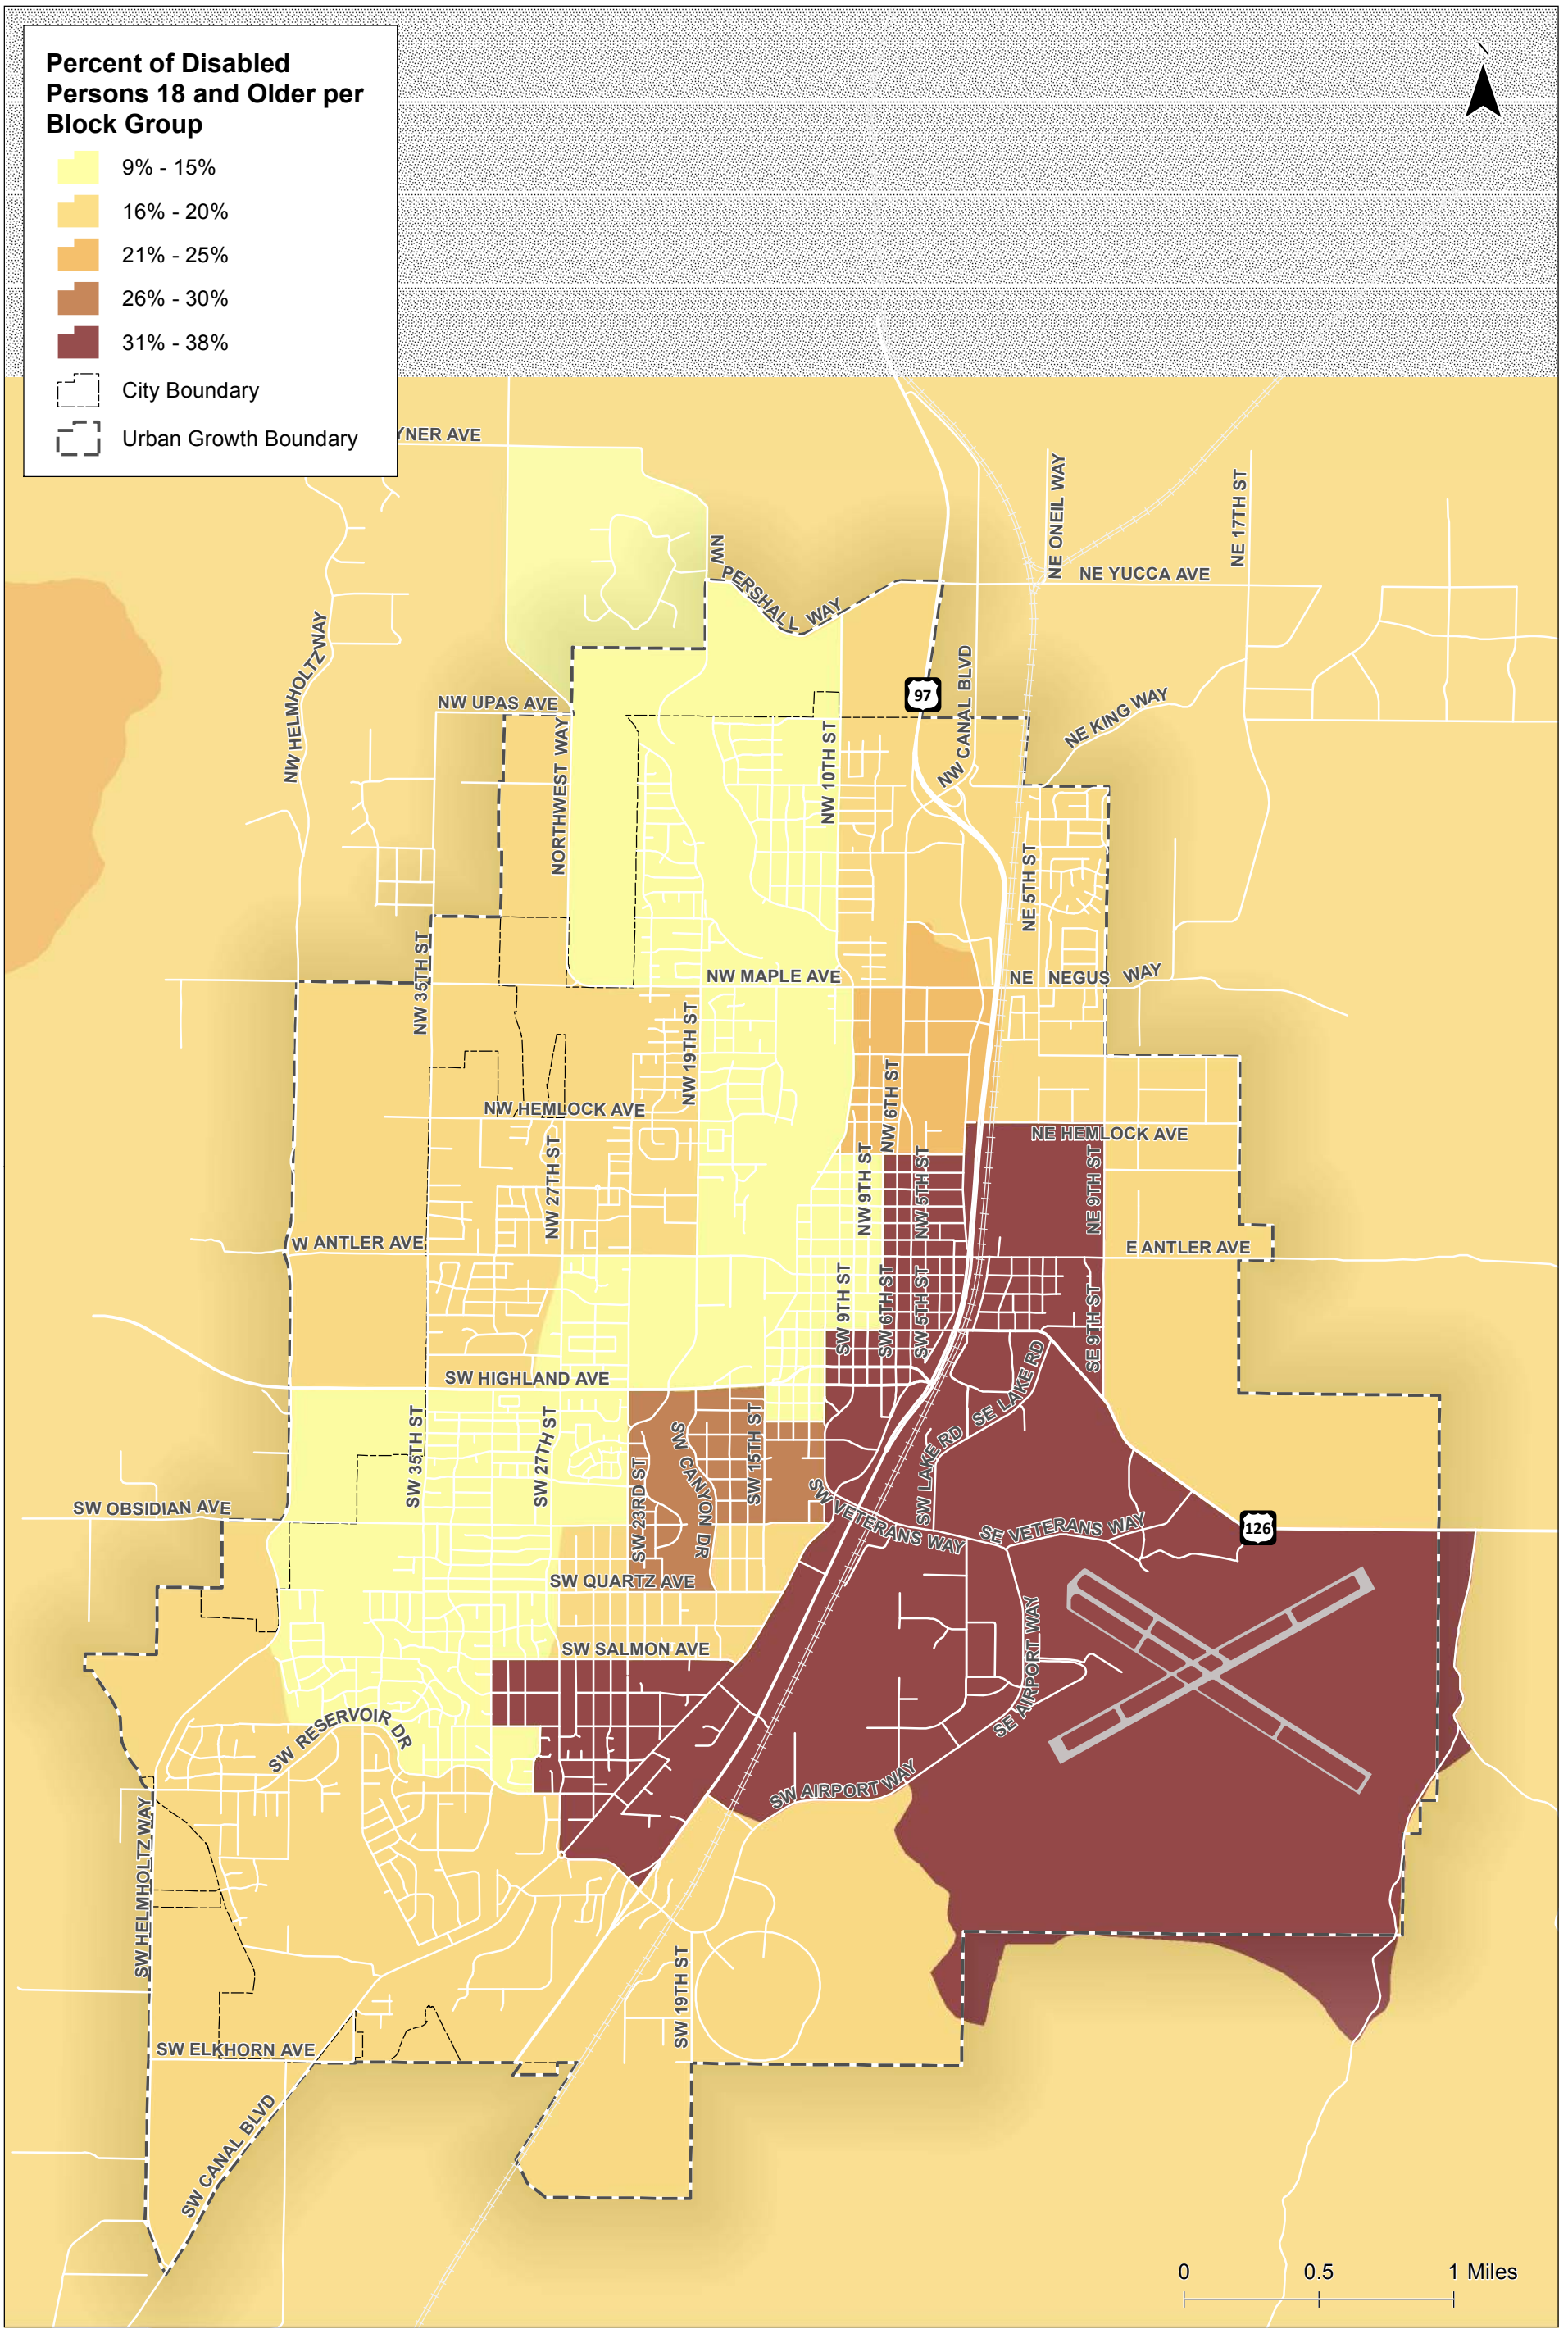 Percent of Disabled
Persons 18 and Older per
Block Group
9% - 15%
16% - 20%
21% - 25%
26% - 30%
31% - 38%
City Boundary
Urban Growth Boundary
N
YNER AVE
NE ONEIL WAY
NE 17TH ST
NW
PERSHALL WAY
NE YUCCA AVE
NW HELMHOLTZ WAY
NW UPAS AVE
97
NW CANAL BLVD
NE KING WAY
NORTHWEST WAY
NW 10TH ST
NE 5TH ST
NW 35TH ST
NW MAPLE AVE
NE NEGUS WAY
NW 19TH ST
NW HEMLOCK AVE
NW 6TH ST
NE HEMLOCK AVE
NW 27TH ST
NW 9TH ST
NW 5TH ST
NE 9TH ST
W ANTLER AVE
E ANTLER AVE
SW 9TH ST
SW 6TH ST
SW 5TH ST
SE 9TH ST
SW HIGHLAND AVE
SE LAKE RD
SW LAKE RD
SW 35TH ST
SW 27TH ST
SW 23RD ST
SW CANYON DR
SW 15TH ST
SW OBSIDIAN AVE
SW VETERANS WAY
SE VETERANS WAY
126
SW QUARTZ AVE
SW SALMON AVE
SE AIRPORT WAY
SW RESERVOIR DR
SW AIRPORT WAY
SW HELMHOLTZ WAY
SW 19TH ST
SW ELKHORN AVE
SW CANAL BLVD
0 0.5 1 Miles